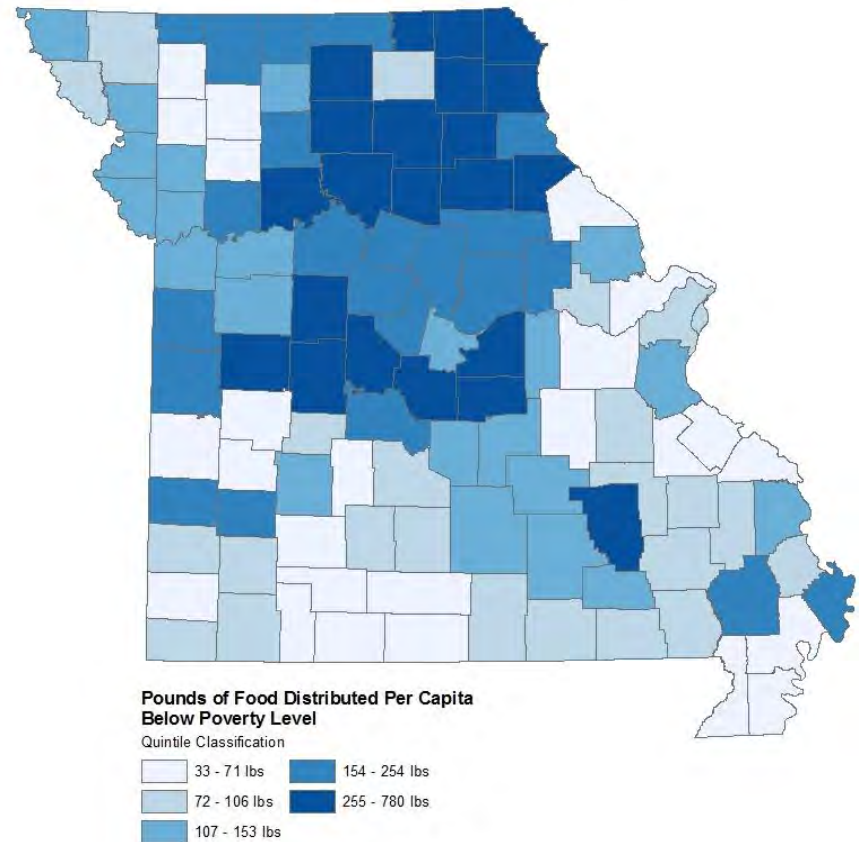 Pounds of Food Distributed Per Capita
Below Poverty Level
Quintile Classification
33 - 71 lbs
154 - 254 lbs
72 - 106 lbs
255 - 780 lbs
107 - 153 lbs